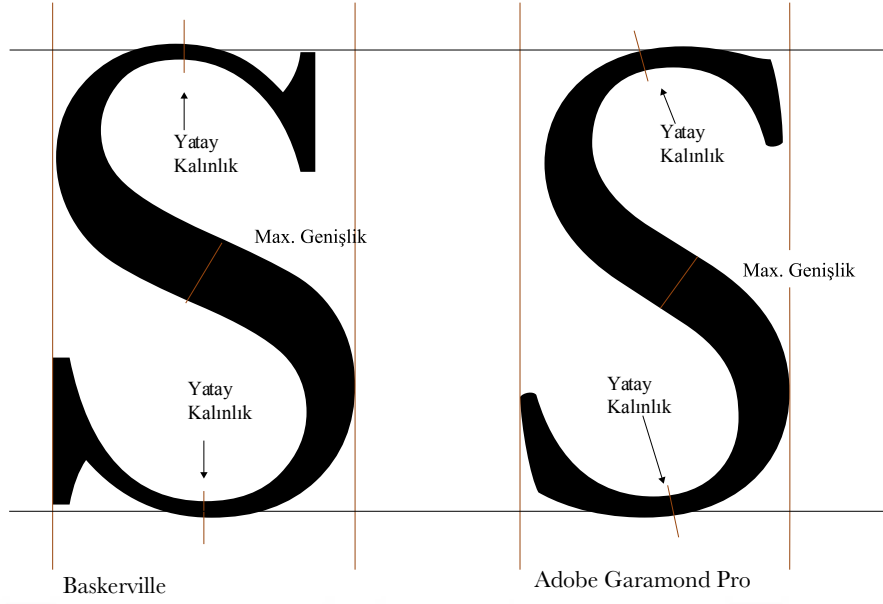 S
Yatay
Kalınlık
Max. Genişlik
Yatay
Kalınlık
Baskerville
S
Yatay
Kalınlık
Max. Genişlik
Yatay
Kalınlık
Adobe Garamond Pro